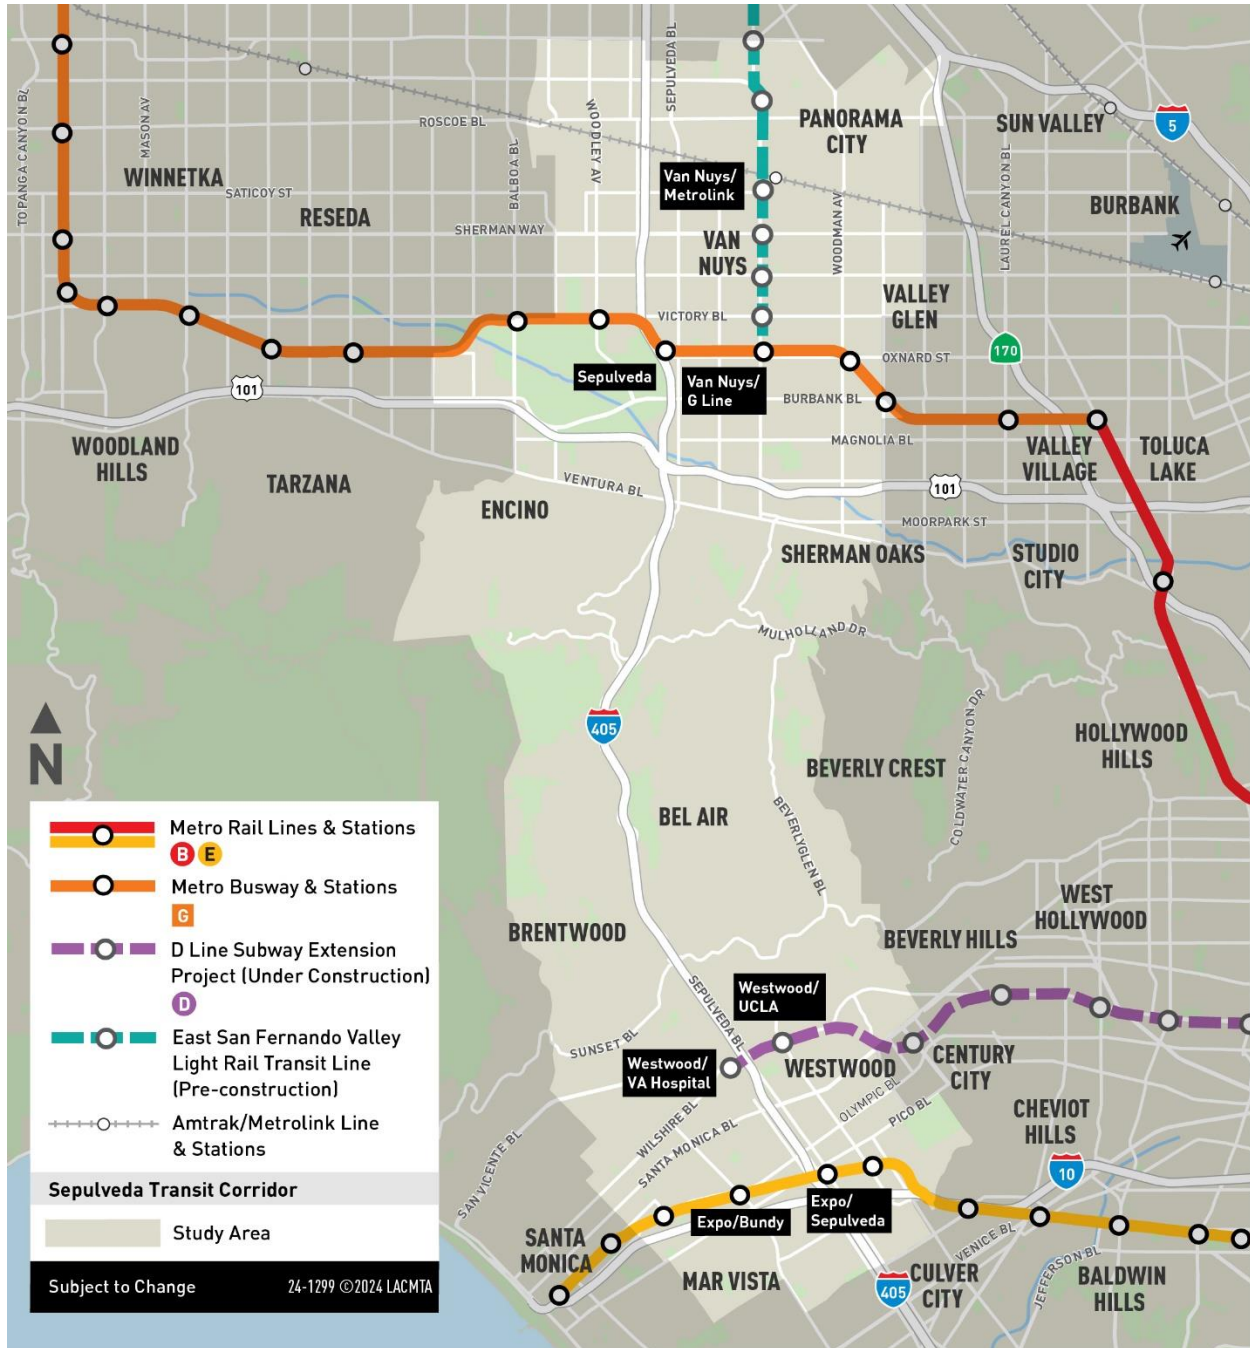 TOPANGA CANYON BL
MASON AV
WINNETKA
SATICOY ST
RESEDA
ROSCOE BL
BALBOA BL
SHERMAN WAY
WOODLEY AV
SEPULVEDA BL
PANORAMA
CITY
Van Nuys/
Metrolink
VAN
NUYS
WOODMAN AV
SUN VALLEY
5
LAUREL CANYON BL
BURBANK
VALLEY
GLEN
VICTORY BL
OXNARD ST
170
Sepulveda
Van Nuys/
G Line
BURBANK BL
MAGNOLIA BL
101
WOODLAND
HILLS
TARZANA
VENTURA BL
ENCINO
101
VALLEY
VILLAGE
TOLUCA
LAKE
MOORPARK ST
SHERMAN OAKS
STUDIO
CITY
MULHOLLAND DR
405
N
COLDWATER CANYON DR
HOLLYWOOD
HILLS
BEVERLY CREST
BEL AIR
BEVERLYGLEN BL
WEST
HOLLYWOOD
BRENTWOOD
BEVERLY HILLS
SEPULVEDA BL
Westwood/
UCLA
SUNSET BL
Westwood/
VA Hospital
WESTWOOD
CENTURY
CITY
OLYMPIC BL
PICO BL
CHEVIOT
HILLS
WILSHIRE BL
SANTA MONICA BL
SAN VICENTE BL
10
Expo/Bundy
Expo/
Sepulveda
SANTA
MONICA
VENICE BL
JEFFERSON BL
MAR VISTA
405
CULVER
CITY
BALDWIN
HILLS
Metro Rail Lines & Stations
B E
Metro Busway & Stations
G
D Line Subway Extension
Project (Under Construction)
D
East San Fernando Valley
Light Rail Transit Line
(Pre-construction)
Amtrak/Metrolink Line
& Stations
Sepulveda Transit Corridor
Study Area
Subject to Change
24-1299 ©2024 LACMTA